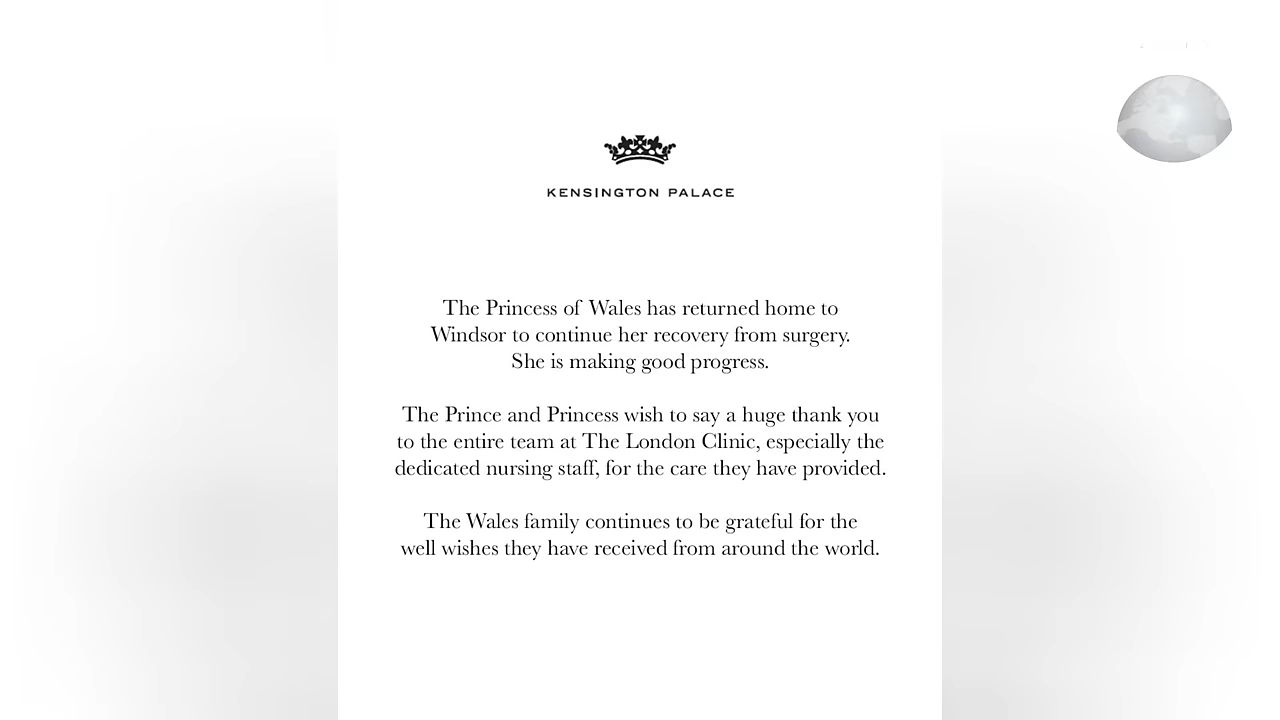 KENSINGTON PALACE
The Princess of Wales has returned home to
Windsor to continue her recovery from surgery.
She is making good progress.
The Prince and Princess wish to say a huge thank you
to the entire team at The London Clinic, especially the
dedicated nursing staff, for the care they have provided.
The Wales family continues to be grateful for the
well wishes they have received from around the world.